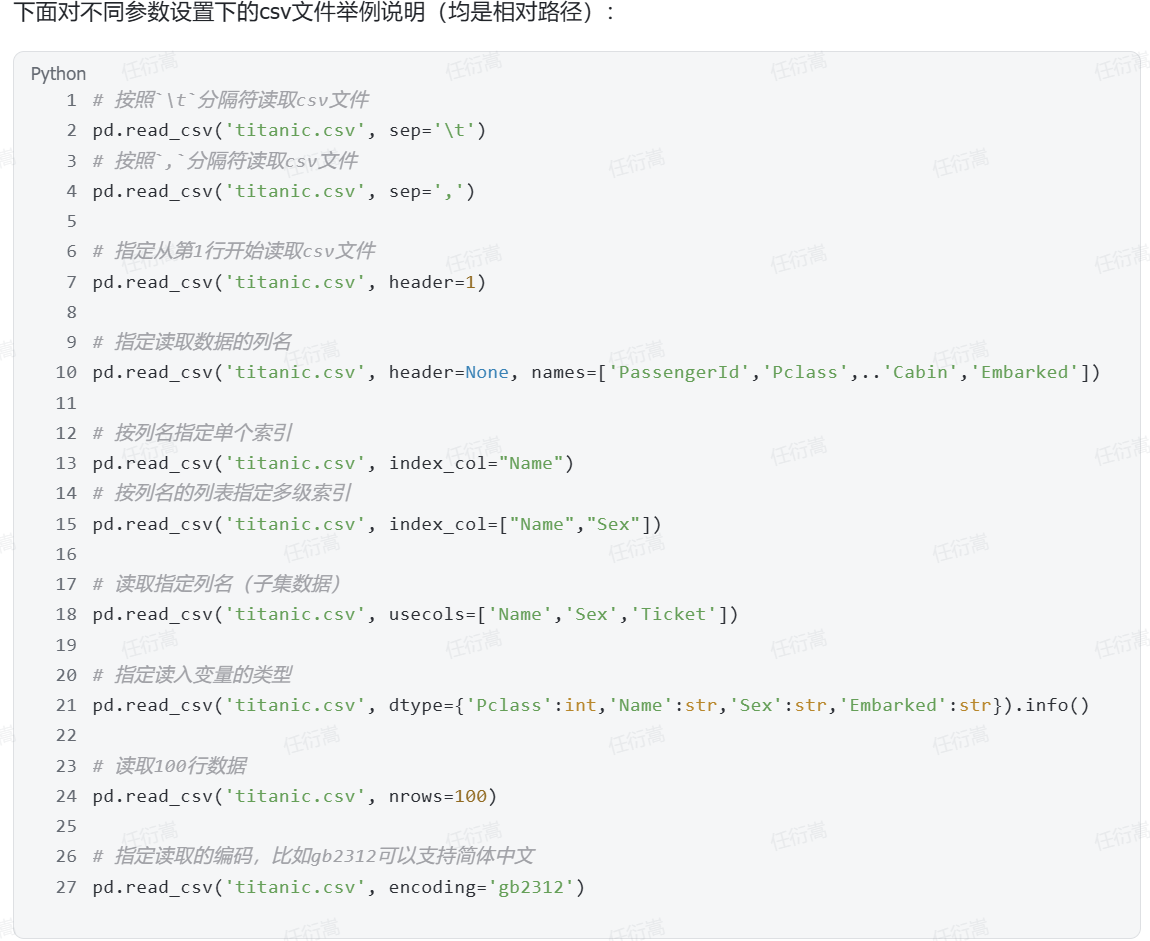 下面对不同参数设置下的csv文件举例说明（均是相对路径）：
Python
1 # 按照`\t`分隔符读取csv文件
2 pd.read_csv('titanic.csv', sep='\t')
3 # 按照`,`分隔符读取csv文件
4 pd.read_csv('titanic.csv', sep=',')
5
6 # 指定从第1行开始读取csv文件
7 pd.read_csv('titanic.csv', header=1)
8
9 # 指定读取数据的列名
10 pd.read_csv('titanic.csv', header=None, names=['PassengerId','Pclass',..'Cabin','Embarked'])
11
12 # 按列名指定单个索引
13 pd.read_csv('titanic.csv', index_col="Name")
14 # 按列名的列表指定多级索引
15 pd.read_csv('titanic.csv', index_col=["Name","Sex"])
16
17 # 读取指定列名（子集数据）
18 pd.read_csv('titanic.csv', usecols=['Name','Sex','Ticket'])
19
20 # 指定读入变量的类型
21 pd.read_csv('titanic.csv', dtype={'Pclass':int,'Name':str,'Sex':str,'Embarked':str}).info()
22
23 # 读取100行数据
24 pd.read_csv('titanic.csv', nrows=100)
25
26 # 指定读取的编码，比如gb2312可以支持简体中文
27 pd.read_csv('titanic.csv', encoding='gb2312')
任衍嵩